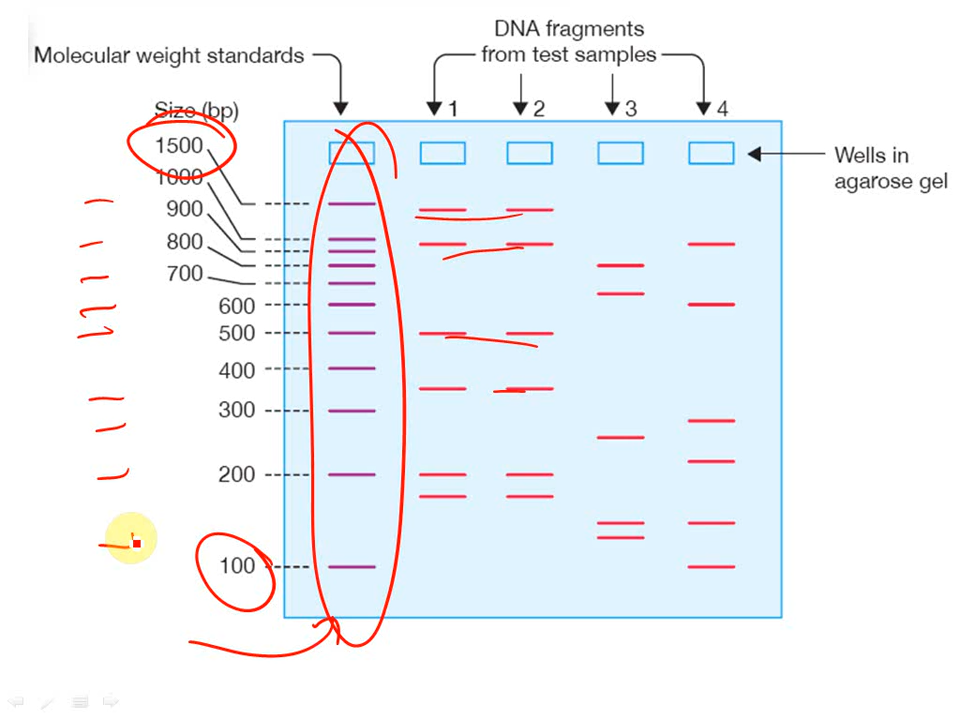 DNA fragments
from test samples
Molecular weight standards
Size (bp)
1 2 3 4
1500
1000
900
800
700
600
500
400
300
200
100
Wells in
agarose gel